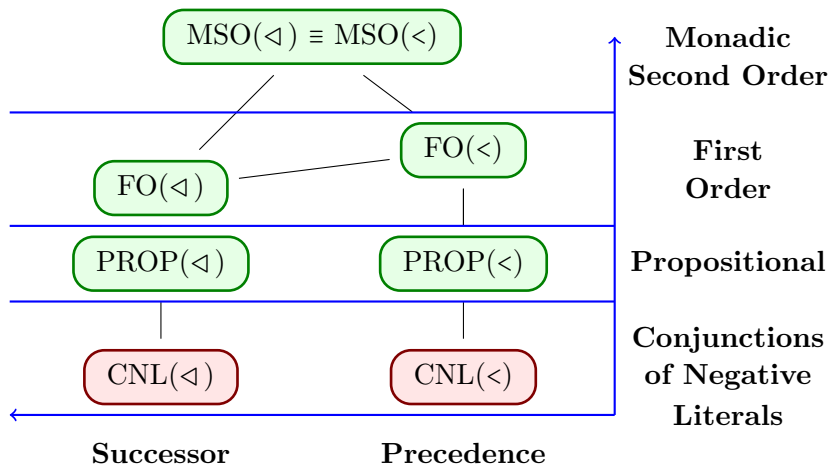 MSO(⊲) ≡ MSO(<)
Monadic
Second Order
FO(⊲)
FO(<)
First
Order
PROP(⊲)
PROP(<)
Propositional
CNL(⊲)
CNL(<)
Conjunctions
of Negative
Literals
Successor
Precedence